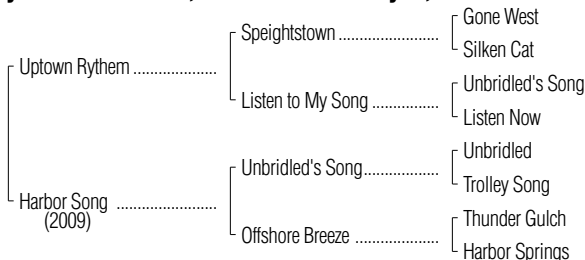 Gone West
Speightstown
Silken Cat
Uptown Rythem
Unbridled's Song
Listen to My Song
Listen Now
Unbridled
Unbridled's Song
Trolley Song
Harbor Song
(2009)
Thunder Gulch
Offshore Breeze
Harbor Springs